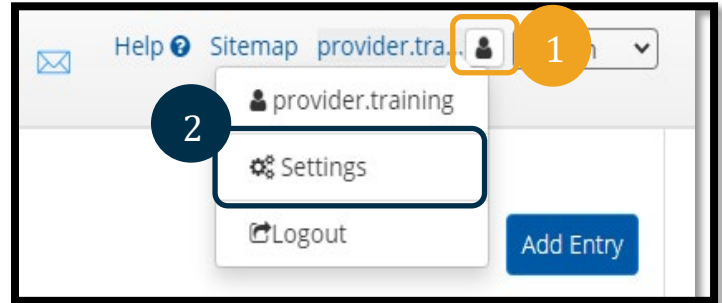 Help Sitemap provider.tra... 1
provider.training
2
Settings
Logout
Add Entry